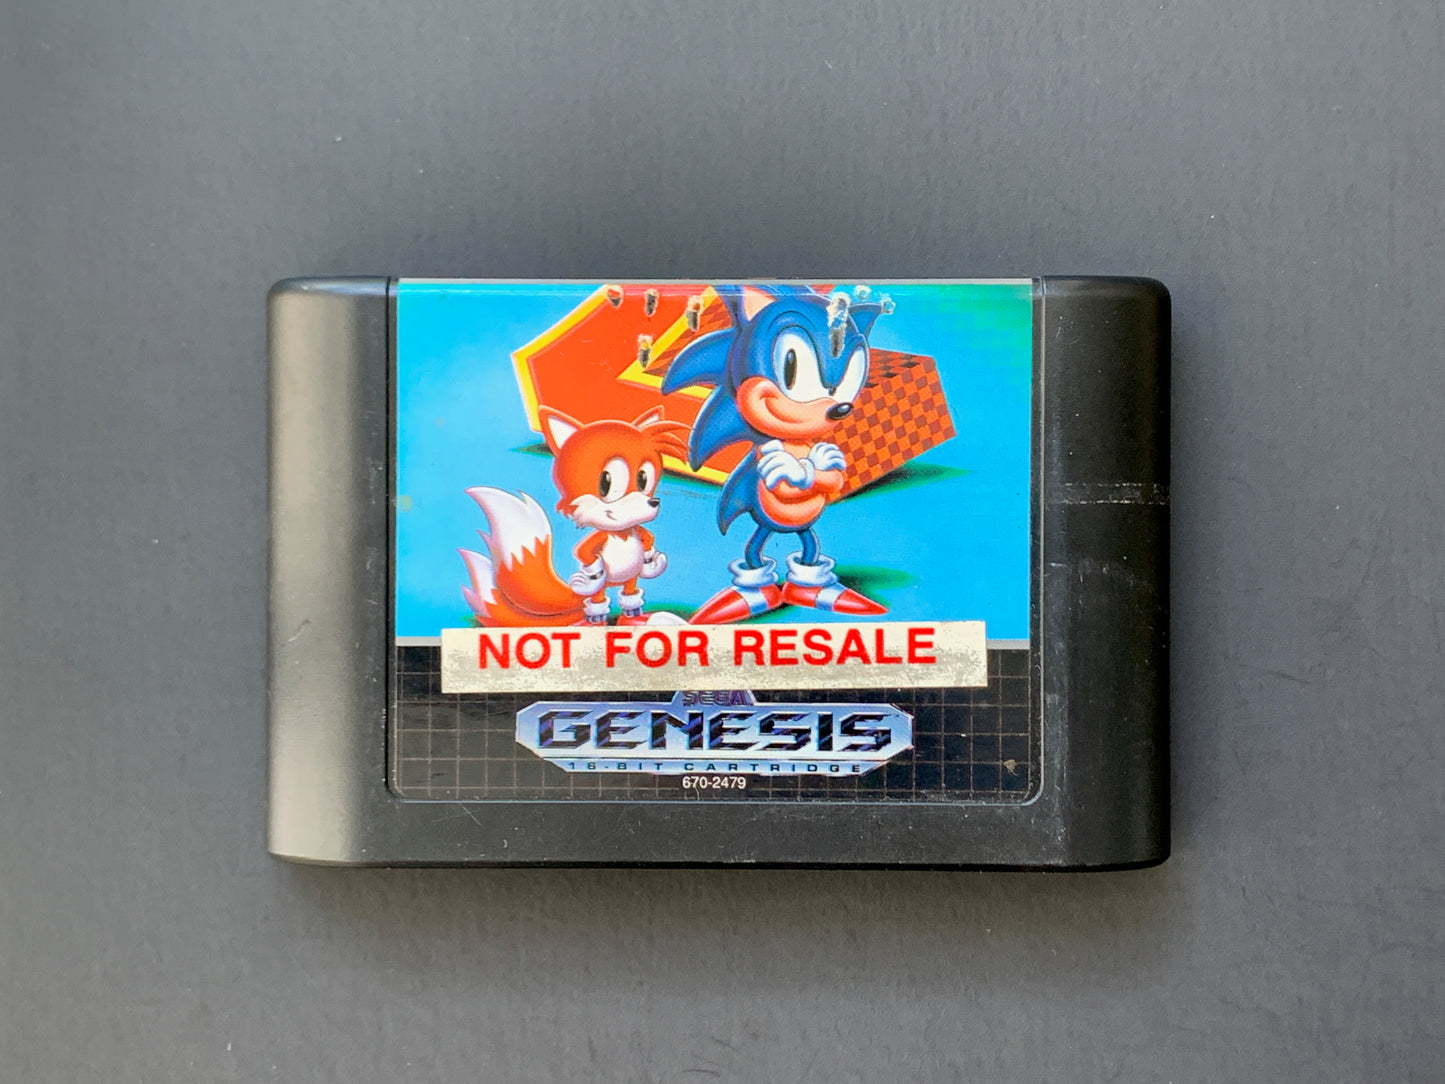 NOT FOR RESALE
SEGA
GENESIS
16-BIT CARTRIDGE
670-2479